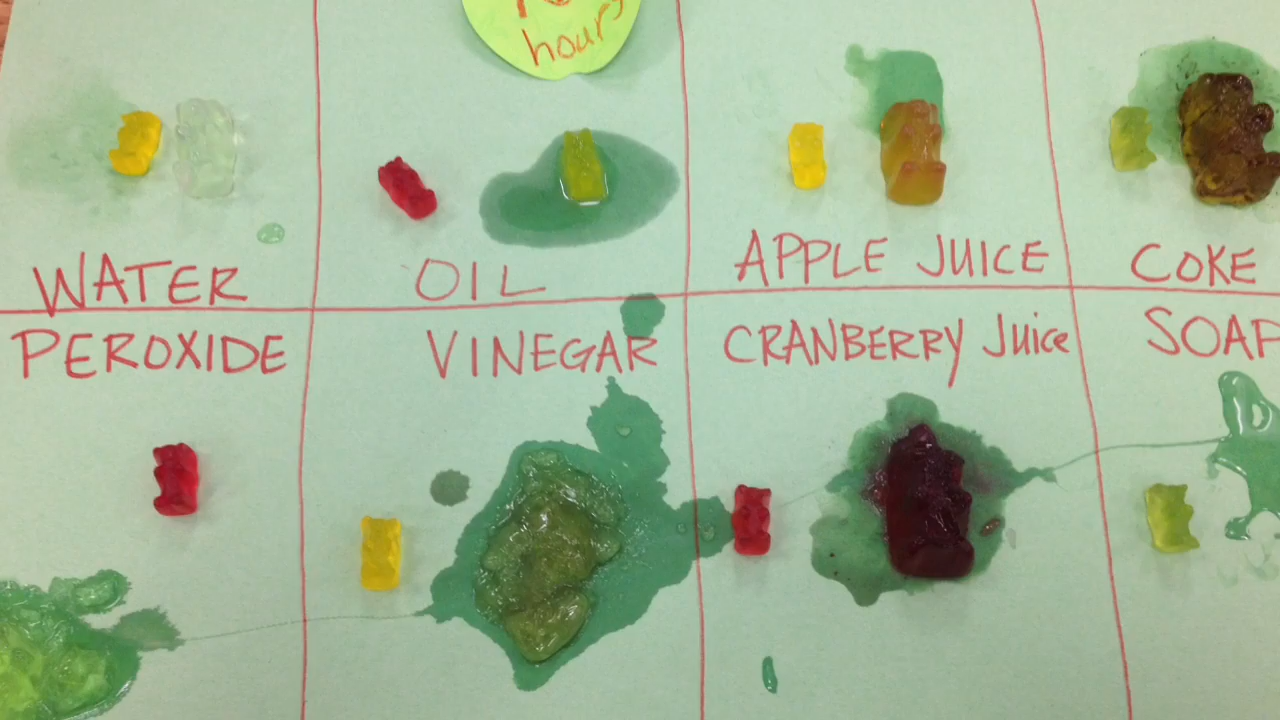 hours
WATER
OIL
APPLE JUICE
COKE
PEROXIDE
VINEGAR
CRANBERRY Juice
SOAP